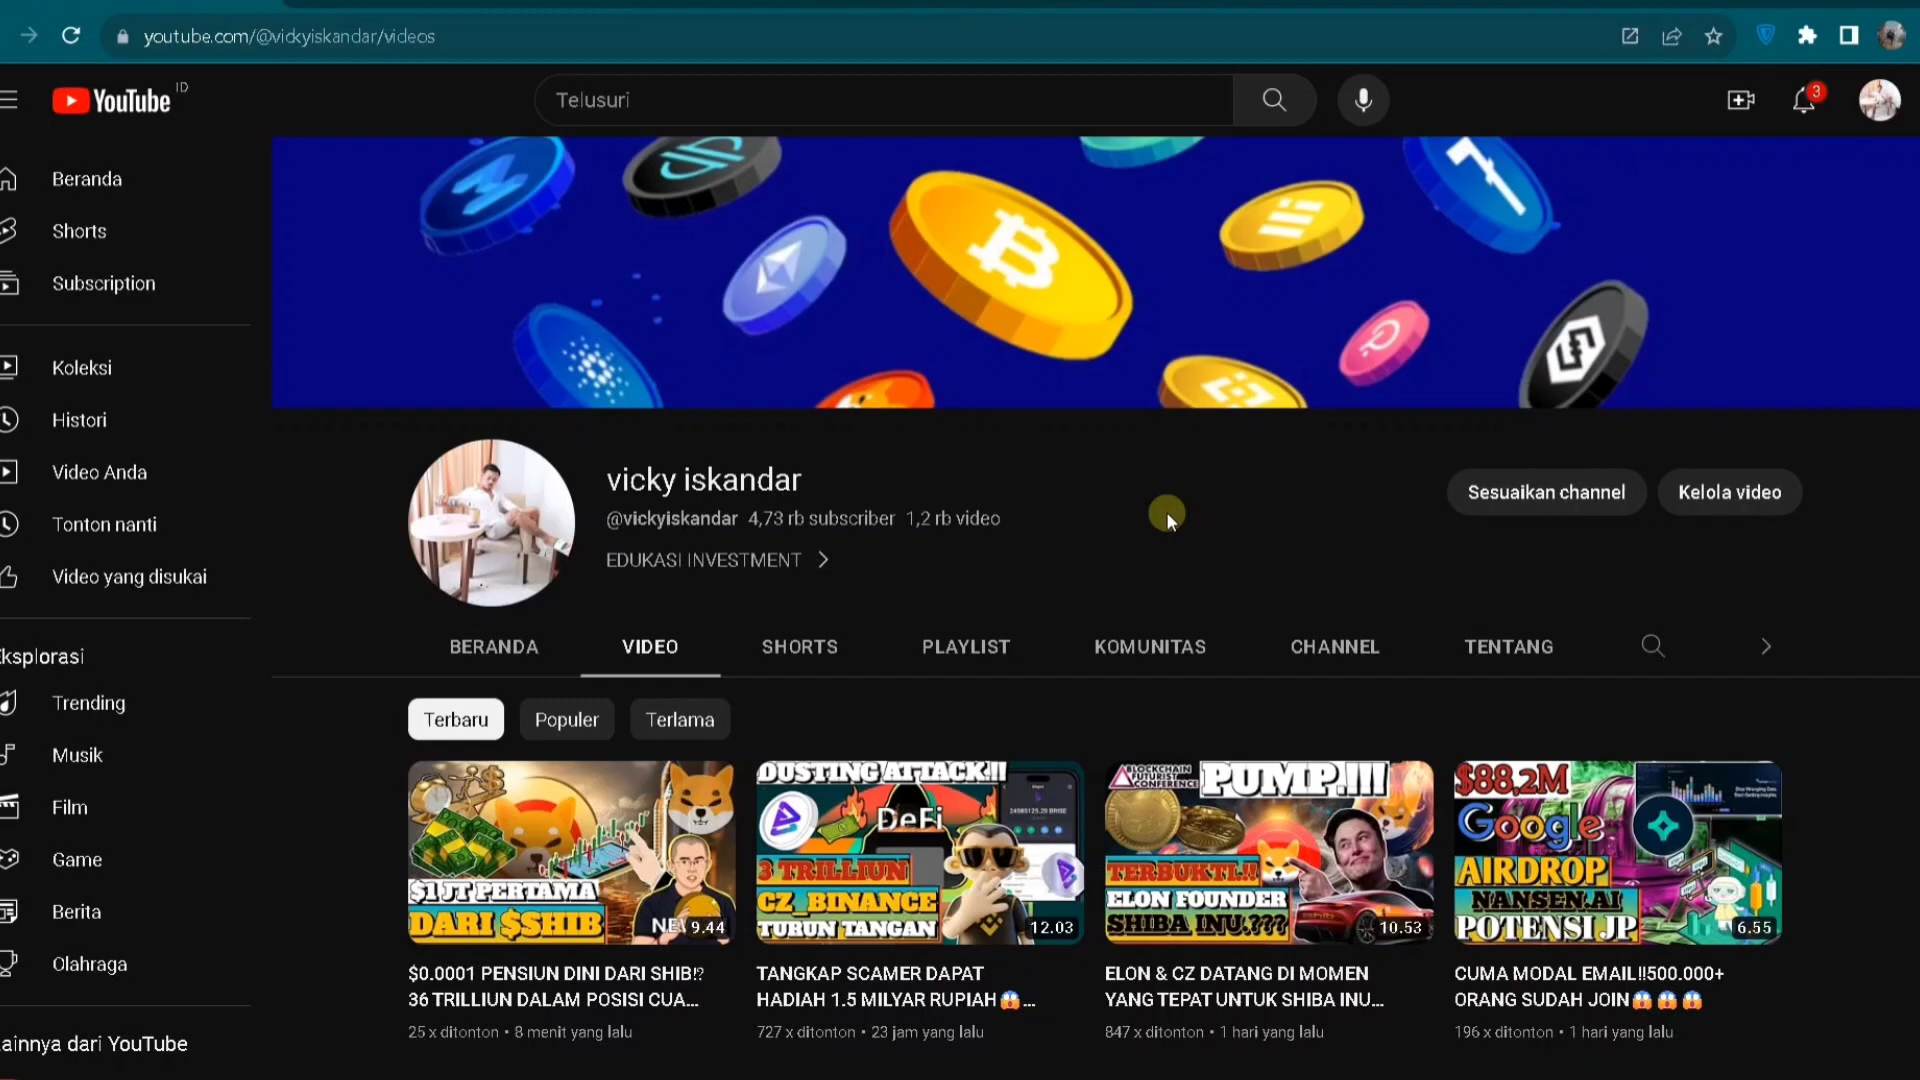 youtube.com/@vickyiskandar/videos
YouTube ID
Telusuri
3
Beranda
Shorts
Subscription
Koleksi
Histori
Video Anda
Tonton nanti
Video yang disukai
Eksplorasi
Trending
Musik
Film
Game
Berita
Olahraga
Lainnya dari YouTube
vicky iskandar
@vickyiskandar 4,73 rb subscriber 1,2 rb video
EDUKASI INVESTMENT
Sesuaikan channel
Kelola video
BERANDA
VIDEO
SHORTS
PLAYLIST
KOMUNITAS
CHANNEL
TENTANG
Terbaru
Populer
Terlama
$1JT PERTAMA
DARI $SHIB
9.44
$0.0001 PENSIUN DINI DARI SHIB!?
36 TRILLIUN DALAM POSISI CUA...
25 x ditonton • 8 menit yang lalu
DUSTING ATTACK!!
DeFi
3 TRILLIUN
CZ_BINANCE
TURUN TANGAN
12.03
TANGKAP SCAMER DAPAT
HADIAH 1.5 MILYAR RUPIAH😱...
727 x ditonton • 23 jam yang lalu
BLOCKCHAIN
FUTURIST
CONFERENCE
PUMP.!!!
TERBUKTI.!!
ELON FOUNDER
SHIBA INU.???
10.53
ELON & CZ DATANG DI MOMEN
YANG TEPAT UNTUK SHIBA INU...
847 x ditonton • 1 hari yang lalu
$88,2M
Google
AIRDROP
NANSEN.AI
POTENSI JP
6.55
CUMA MODAL EMAIL!!500.000+
ORANG SUDAH JOIN😱😱😱
196 x ditonton • 1 hari yang lalu